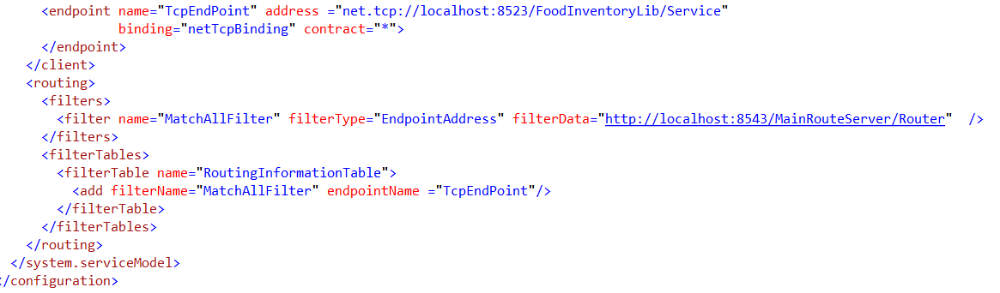 <endpoint name="TcpEndPoint" address ="net.tcp://localhost:8523/FoodInventoryLib/Service"
binding="netTcpBinding" contract="*">
</endpoint>
</client>
<routing>
<filters>
<filter name="MatchAllFilter" filterType="EndpointAddress" filterData="http://localhost:8543/MainRouteServer/Router"  />
</filters>
<filterTables>
<filterTable name="RoutingInformationTable">
<add filterName="MatchAllFilter" endpointName ="TcpEndPoint"/>
</filterTable>
</filterTables>
</routing>
</system.serviceModel>
</configuration>